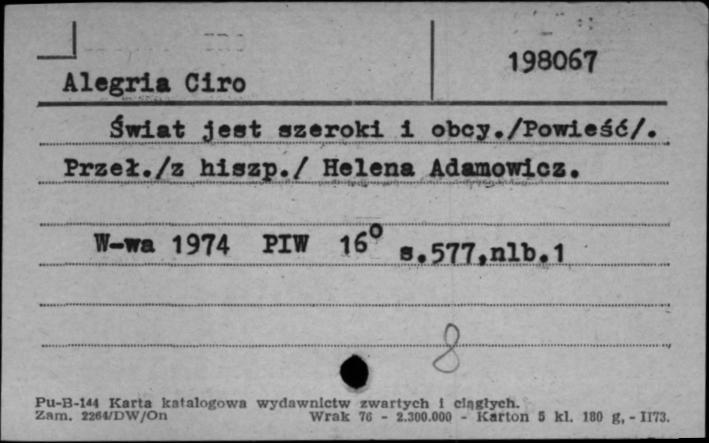 198067
Alegria Ciro
Świat jest szeroki i obcy./Powieść/.
Przeł./z hiszp./ Helena Adamowicz.
W-wa 1974 PIW 16° s.577,nlb.1
8
Pu-B-144 Karta katalogowa wydawnictw zwartych i ciągłych.
Zam. 2264/DW/On Wrak 76 - 2.300.000 - Karton 5 kl. 180 g, - II73.